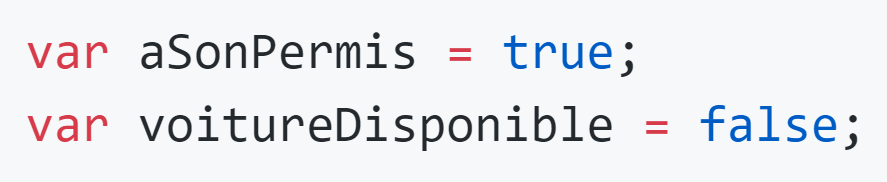 var aSonPermis = true;
var voitureDisponible = false;